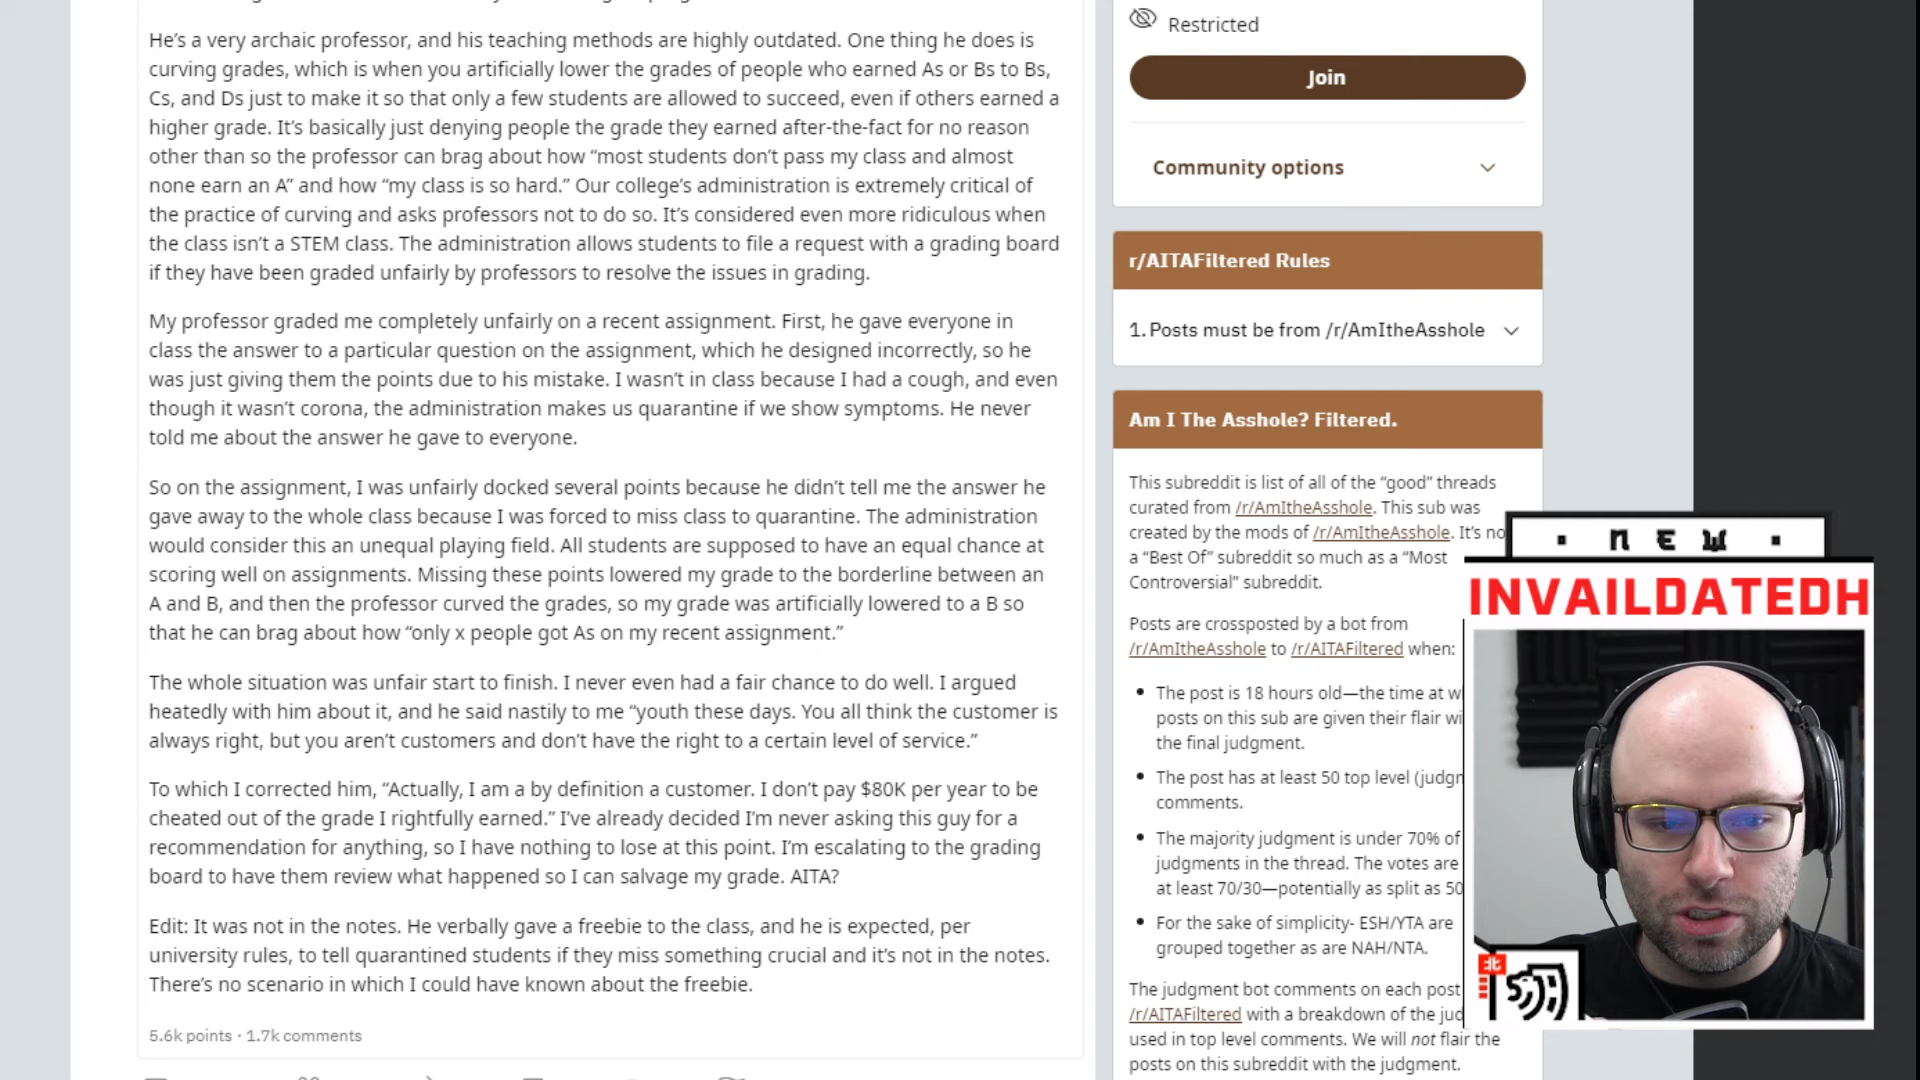 He’s a very archaic professor, and his teaching methods are highly outdated. One thing he does is
curving grades, which is when you artificially lower the grades of people who earned As or Bs to Bs,
Cs, and Ds just to make it so that only a few students are allowed to succeed, even if others earned a
higher grade. It’s basically just denying people the grade they earned after-the-fact for no reason
other than so the professor can brag about how “most students don’t pass my class and almost
none earn an A” and how “my class is so hard.” Our college’s administration is extremely critical of
the practice of curving and asks professors not to do so. It’s considered even more ridiculous when
the class isn’t a STEM class. The administration allows students to file a request with a grading board
if they have been graded unfairly by professors to resolve the issues in grading.
My professor graded me completely unfairly on a recent assignment. First, he gave everyone in
class the answer to a particular question on the assignment, which he designed incorrectly, so he
was just giving them the points due to his mistake. I wasn’t in class because I had a cough, and even
though it wasn’t corona, the administration makes us quarantine if we show symptoms. He never
told me about the answer he gave to everyone.
So on the assignment, I was unfairly docked several points because he didn’t tell me the answer he
gave away to the whole class because I was forced to miss class to quarantine. The administration
would consider this an unequal playing field. All students are supposed to have an equal chance at
scoring well on assignments. Missing these points lowered my grade to the borderline between an
A and B, and then the professor curved the grades, so my grade was artificially lowered to a B so
that he can brag about how “only x people got As on my recent assignment.”
The whole situation was unfair start to finish. I never even had a fair chance to do well. I argued
heatedly with him about it, and he said nastily to me “youth these days. You all think the customer is
always right, but you aren’t customers and don’t have the right to a certain level of service.”
To which I corrected him, “Actually, I am a by definition a customer. I don’t pay $80K per year to be
cheated out of the grade I rightfully earned.” I’ve already decided I’m never asking this guy for a
recommendation for anything, so I have nothing to lose at this point. I’m escalating to the grading
board to have them review what happened so I can salvage my grade. AITA?
Edit: It was not in the notes. He verbally gave a freebie to the class, and he is expected, per
university rules, to tell quarantined students if they miss something crucial and it’s not in the notes.
There’s no scenario in which I could have known about the freebie.
5.6k points · 1.7k comments
Restricted
Join
Community options
r/AITAFiltered Rules
1. Posts must be from /r/AmItheAsshole
Am I The Asshole? Filtered.
This subreddit is list of all of the “good” threads
curated from /r/AmItheAsshole. This sub was
created by the mods of /r/AmItheAsshole. It’s no
a “Best Of” subreddit so much as a “Most
Controversial” subreddit.
Posts are crossposted by a bot from
/r/AmItheAsshole to /r/AITAFiltered when:
The post is 18 hours old—the time at w
posts on this sub are given their flair wi
the final judgment.
The post has at least 50 top level (judgr
comments.
The majority judgment is under 70% of
judgments in the thread. The votes are
at least 70/30—potentially as split as 50
For the sake of simplicity- ESH/YTA are
grouped together as are NAH/NTA.
The judgment bot comments on each post
/r/AITAFiltered with a breakdown of the jud
used in top level comments. We will not flair the
posts on this subreddit with the judgment.
· NEW ·
INVAILDATEDH
北